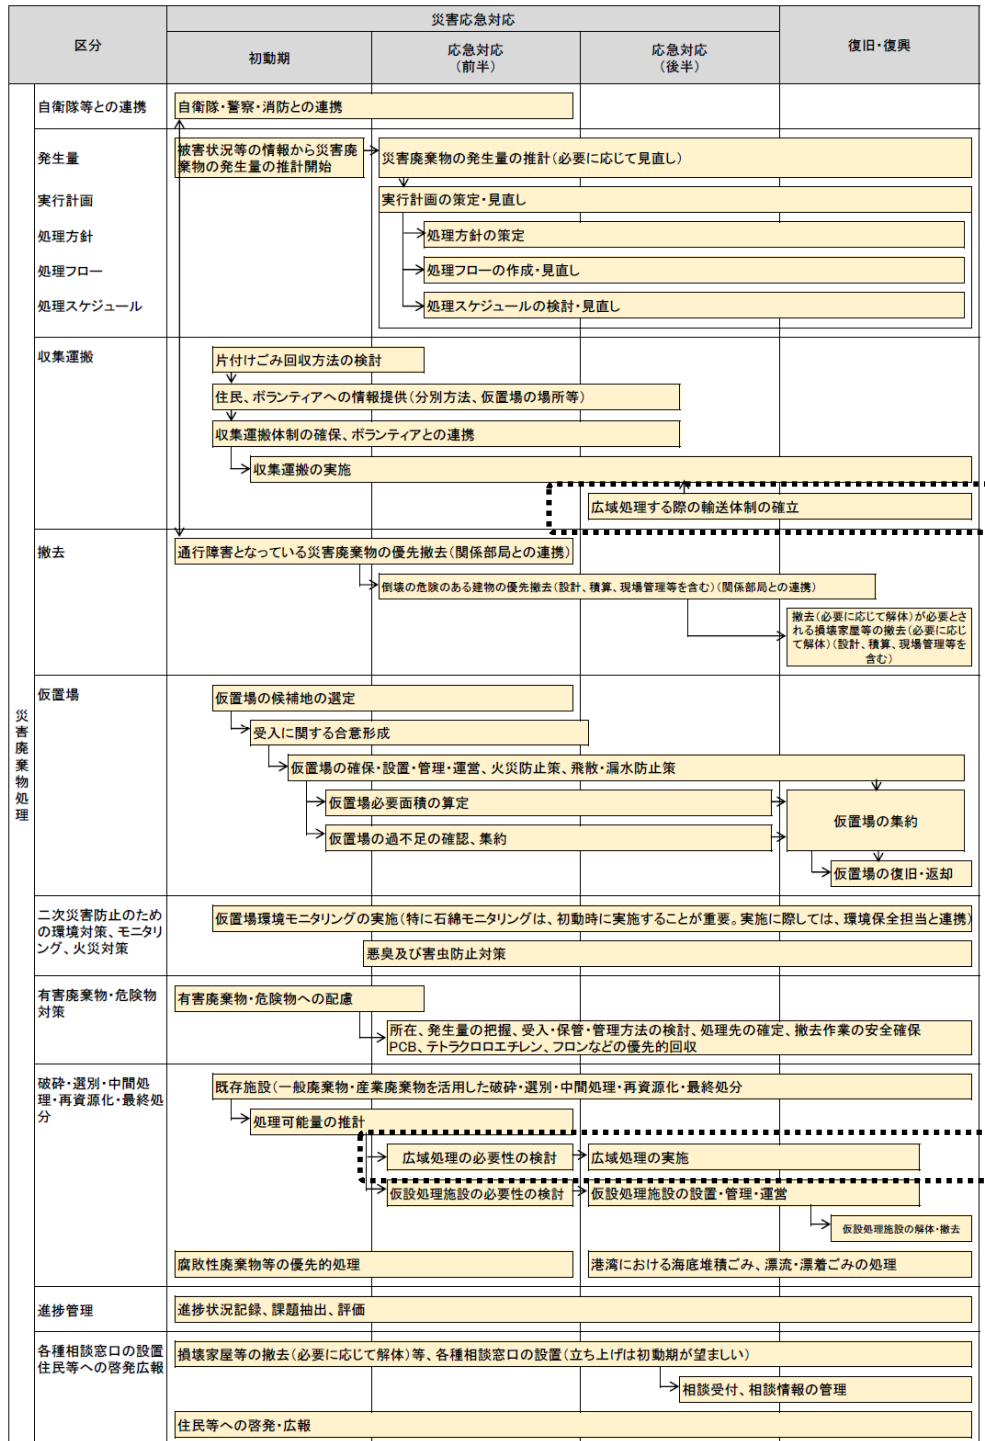 区分
災害応急対応
初動期
応急対応
(前半)
応急対応
(後半)
復旧・復興
災害廃棄物処理
自衛隊等との連携
自衛隊・警察・消防との連携
発生量
被害状況等の情報から災害廃
棄物の発生量の推計開始
災害廃棄物の発生量の推計(必要に応じて見直し)
実行計画
実行計画の策定・見直し
処理方針
処理方針の策定
処理フロー
処理フローの作成・見直し
処理スケジュール
処理スケジュールの検討・見直し
収集運搬
片付けごみ回収方法の検討
住民、ボランティアへの情報提供(分別方法、仮置場の場所等)
収集運搬体制の確保、ボランティアとの連携
収集運搬の実施
広域処理する際の輸送体制の確立
撤去
通行障害となっている災害廃棄物の優先撤去(関係部局との連携)
倒壊の危険のある建物の優先撤去(設計、積算、現場管理等を含む)(関係部局との連携)
撤去(必要に応じて解体)が必要とさ
れる損壊家屋等の撤去(必要に応じ
て解体)(設計、積算、現場管理等を
含む)
仮置場
仮置場の候補地の選定
受入に関する合意形成
仮置場の確保・設置・管理・運営、火災防止策、飛散・漏水防止策
仮置場必要面積の算定
仮置場の過不足の確認、集約
仮置場の集約
仮置場の復旧・返却
二次災害防止のため
の環境対策、モニタリ
ング、火災対策
仮置場環境モニタリングの実施(特に石綿モニタリングは、初動時に実施することが重要。実施に際しては、環境保全担当と連携)
悪臭及び害虫防止対策
有害廃棄物・危険物
対策
有害廃棄物・危険物への配慮
所在、発生量の把握、受入・保管・管理方法の検討、処理先の確定、撤去作業の安全確保
PCB、テトラクロロエチレン、フロンなどの優先的回収
破砕・選別・中間処
理・再資源化・最終処
分
既存施設(一般廃棄物・産業廃棄物を活用した破砕・選別・中間処理・再資源化・最終処分
処理可能量の推計
広域処理の必要性の検討
広域処理の実施
仮設処理施設の必要性の検討
仮設処理施設の設置・管理・運営
仮設処理施設の解体・撤去
腐敗性廃棄物等の優先的処理
港湾における海底堆積ごみ、漂流・漂着ごみの処理
進捗管理
進捗状況記録、課題抽出、評価
各種相談窓口の設置
住民等への啓発広報
損壊家屋等の撤去(必要に応じて解体)等、各種相談窓口の設置(立ち上げは初動期が望ましい)
相談受付、相談情報の管理
住民等への啓発・広報